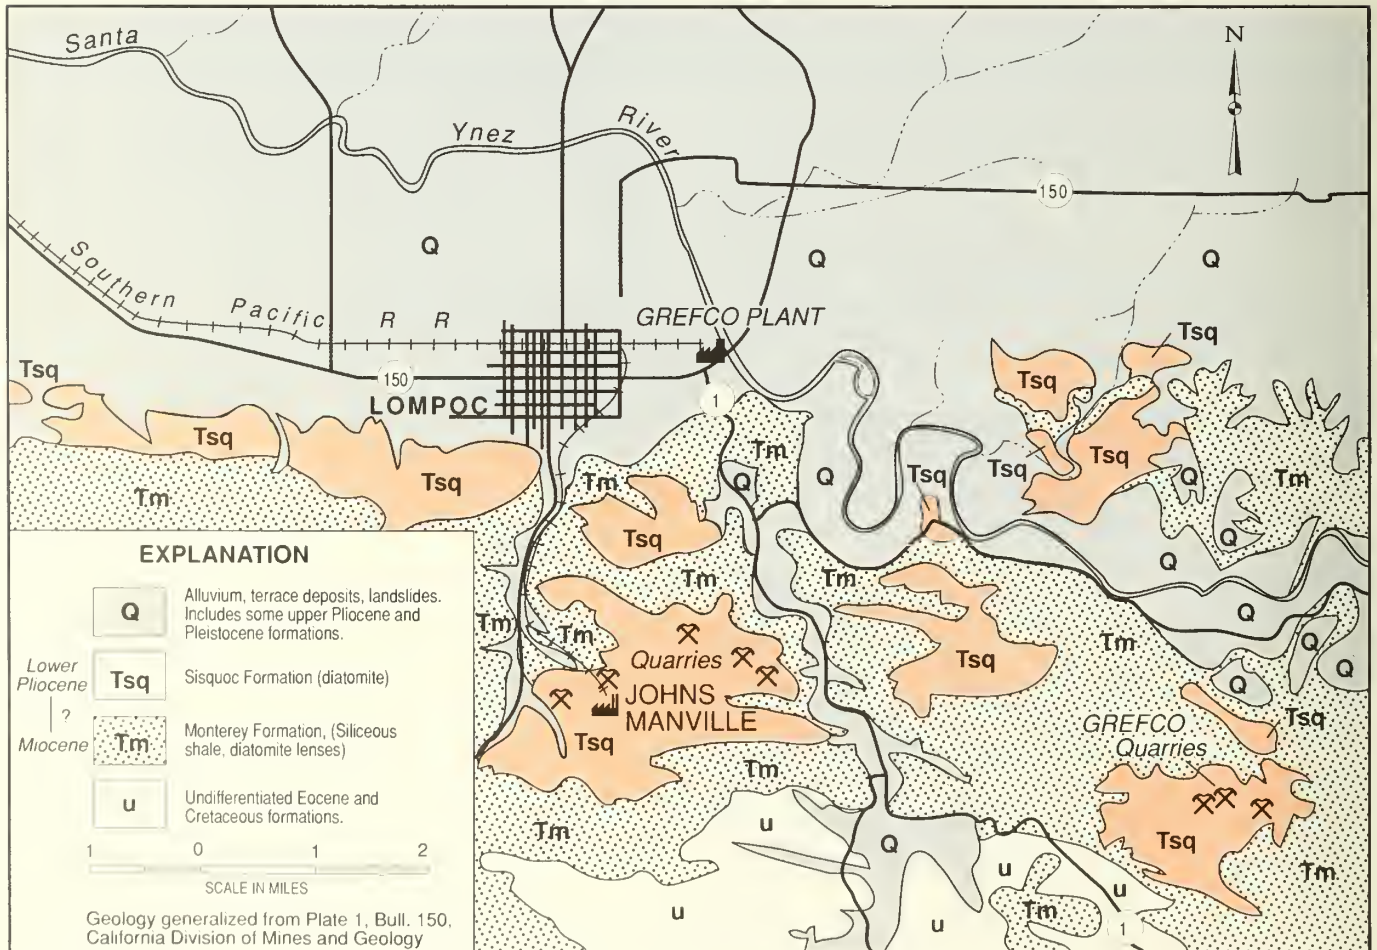 Santa
Ynez
River
N
150
Q
Q
Q
Southern
Pacific
R R
GREFCO PLANT
Tsq
Tsq
150
LOMPOC
1
Tsq
Tsq
Tm
Tsq
Tm
Tm
Q
Q
Tsq
Tsq
Tsq
Q
Tm
Tsq
Q
Tm
Tm
Q
Tm
Tm
Quarries
JOHNS
MANVILLE
Tsq
Tsq
Tm
Q
Q
Q
Q
Tsq
GREFCO
Quarries
Tm
Tm
Tsq
Tm
u
Q
u
u
Tm
u
u
1
EXPLANATION
Q
Alluvium, terrace deposits, landslides.
Includes some upper Pliocene and
Pleistocene formations.
Lower
Pliocene
?
Miocene
Tsq
Sisquoc Formation (diatomite)
Tm
Monterey Formation, (Siliceous
shale, diatomite lenses)
u
Undifferentiated Eocene and
Cretaceous formations.
1 0 1 2
SCALE IN MILES
Geology generalized from Plate 1, Bull. 150,
California Division of Mines and Geology